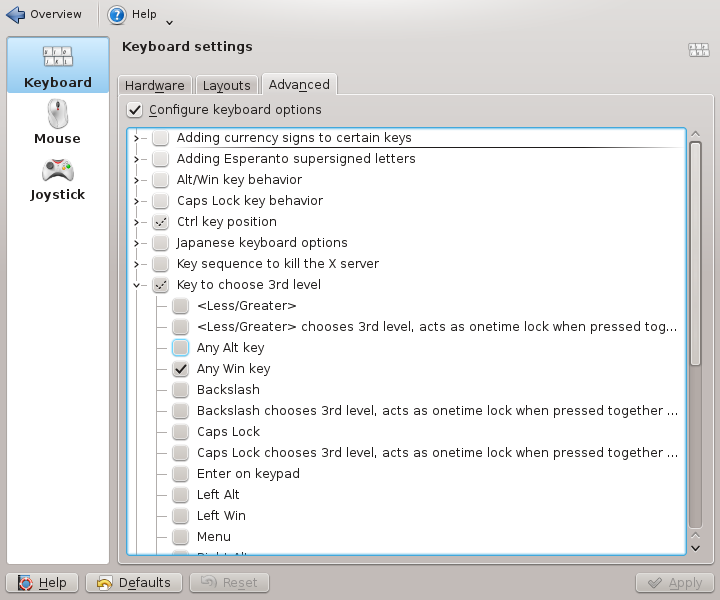 Overview
Help
Keyboard settings
Keyboard
Mouse
Joystick
Hardware
Layouts
Advanced
Configure keyboard options
Adding currency signs to certain keys
Adding Esperanto supersigned letters
Alt/Win key behavior
Caps Lock key behavior
Ctrl key position
Japanese keyboard options
Key sequence to kill the X server
Key to choose 3rd level
<Less/Greater>
<Less/Greater> chooses 3rd level, acts as onetime lock when pressed tog...
Any Alt key
Any Win key
Backslash
Backslash chooses 3rd level, acts as onetime lock when pressed together ...
Caps Lock
Caps Lock chooses 3rd level, acts as onetime lock when pressed together ...
Enter on keypad
Left Alt
Left Win
Menu
Help
Defaults
Reset
Apply